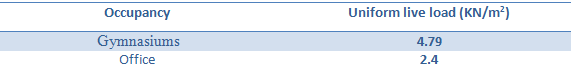 Occupancy Uniform live load (KN/m²)
Gymnasiums 4.79
Office 2.4